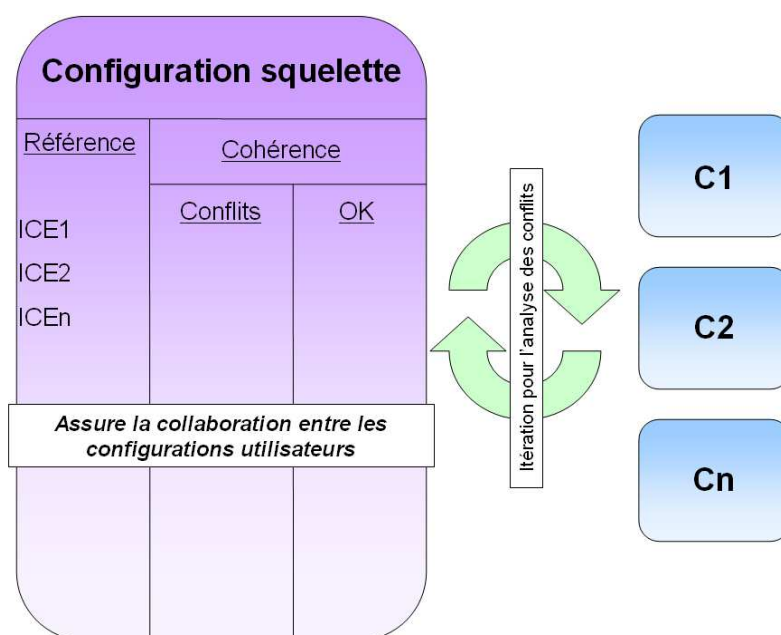 Configuration squelette
Référence
Cohérence
Conflits
OK
ICE1
ICE2
ICEn
Assure la collaboration entre les
configurations utilisateurs
Itération pour l'analyse des conflits
C1
C2
Cn